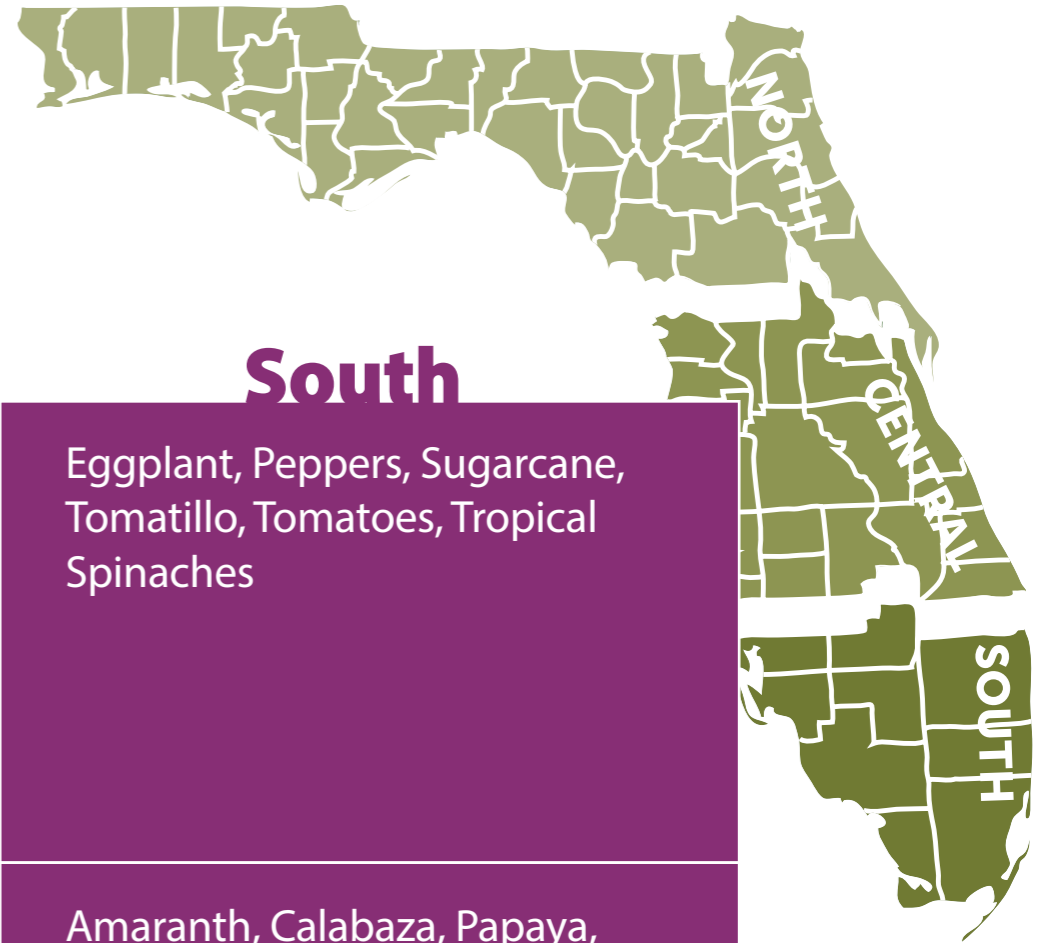 NORTH
South
CENTRAL
Eggplant, Peppers, Sugarcane,
Tomatillo, Tomatoes, Tropical
Spinaches
SOUTH
Amaranth, Calabaza, Papaya,